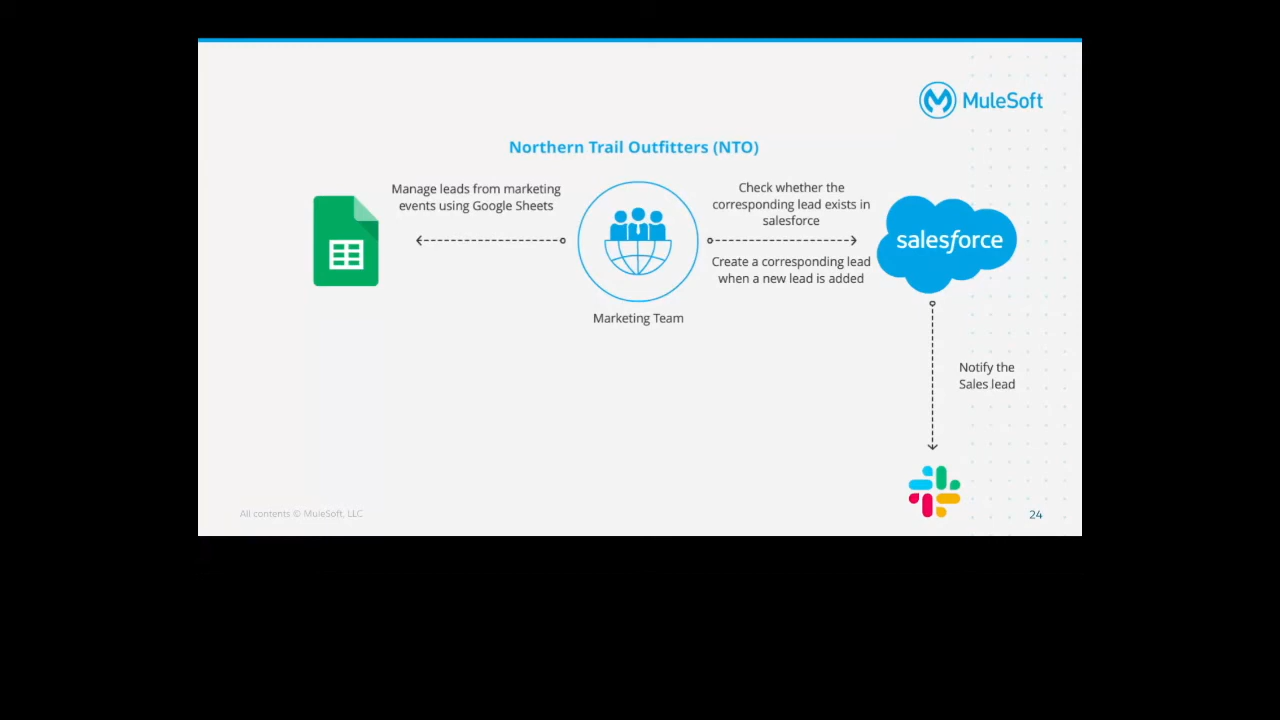 MuleSoft
Northern Trail Outfitters (NTO)
Manage leads from marketing
events using Google Sheets
Check whether the
corresponding lead exists in
salesforce
salesforce
Create a corresponding lead
when a new lead is added
Marketing Team
Notify the
Sales lead
All contents © MuleSoft, LLC
24